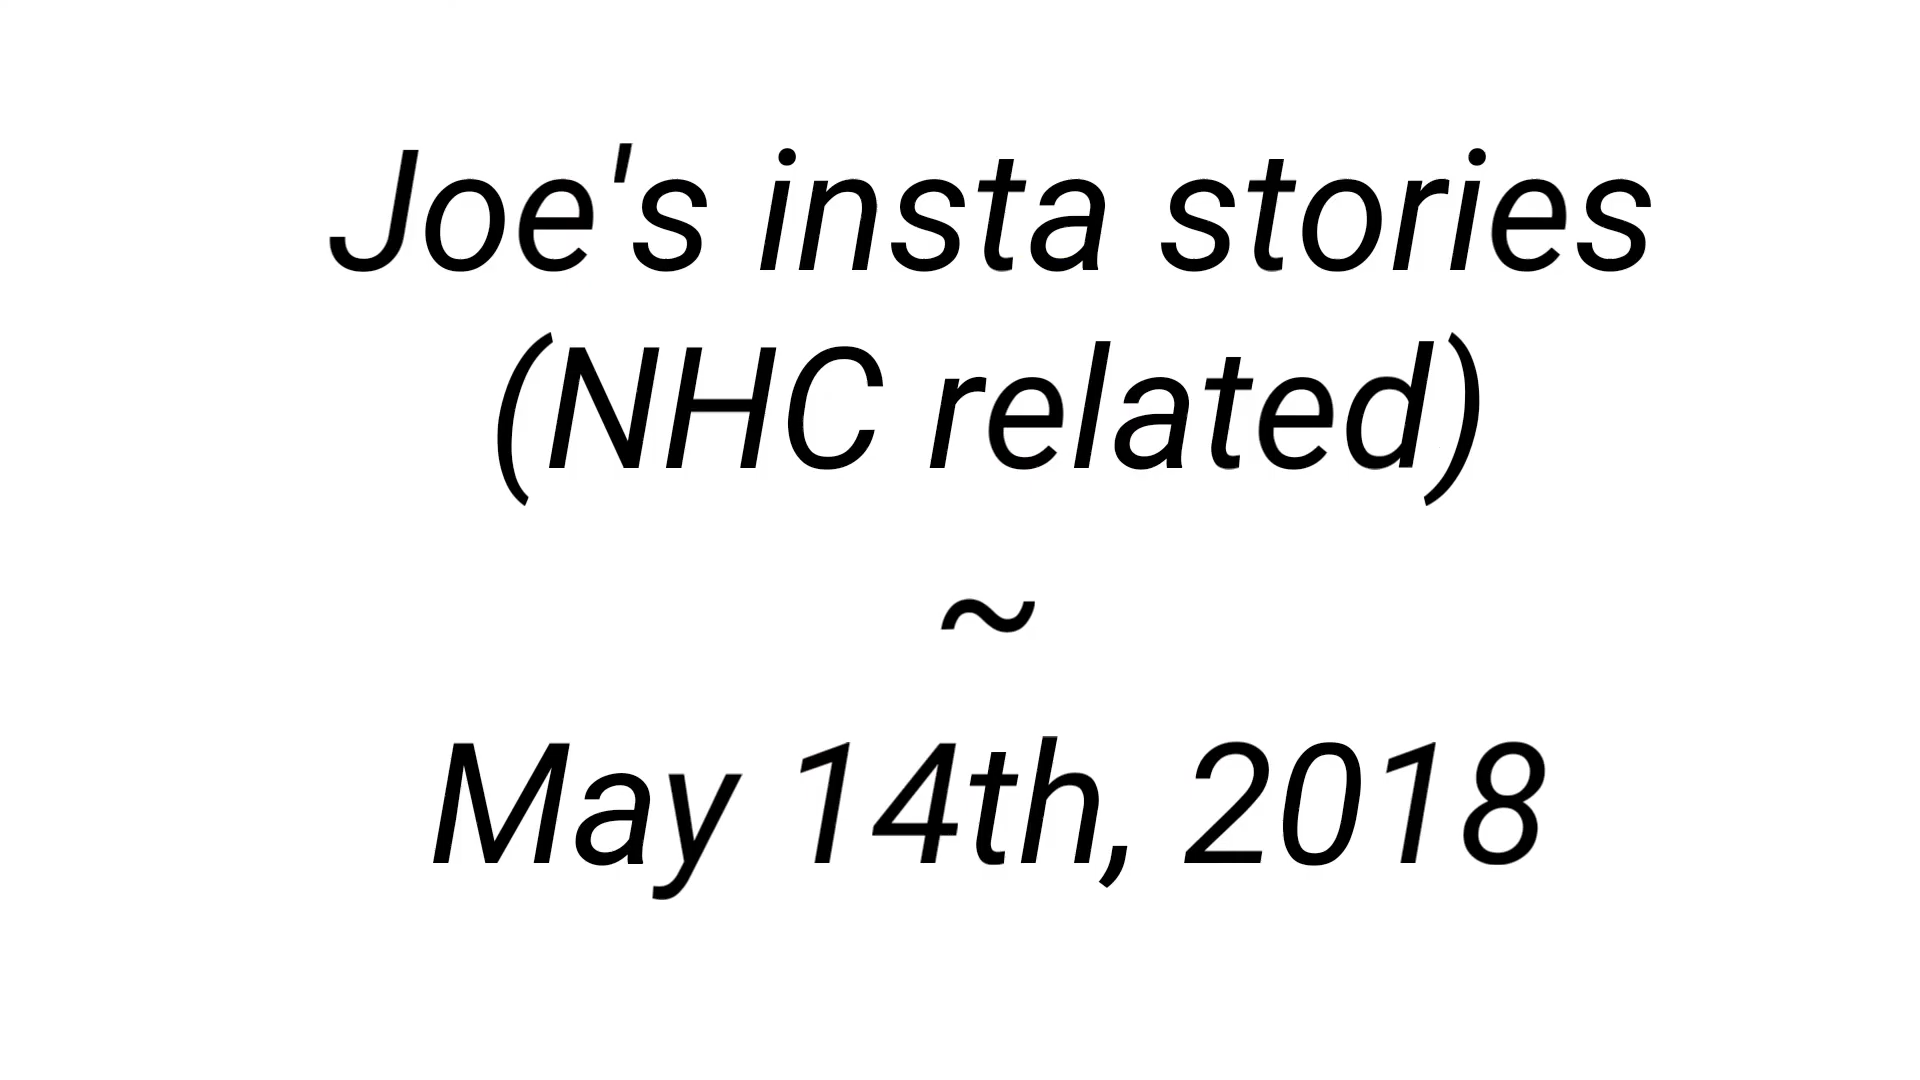 Joe's insta stories
(NHC related)
~
May 14th, 2018